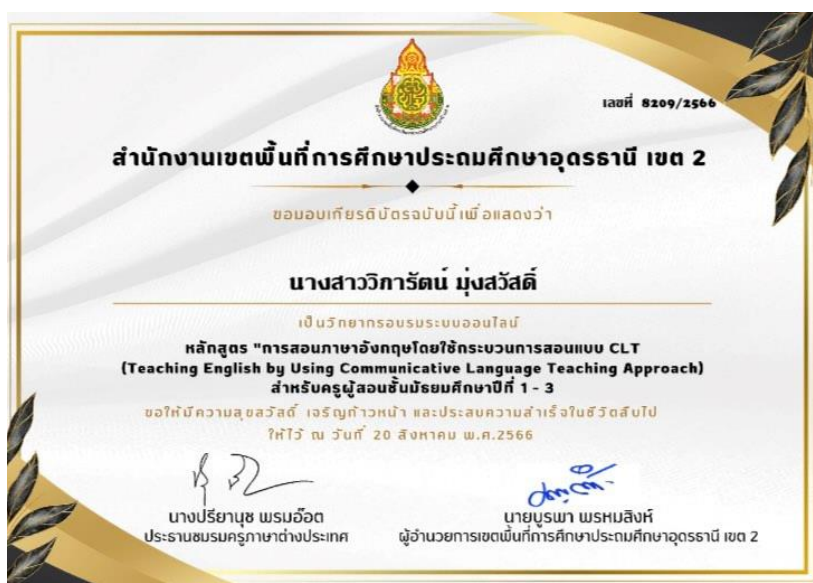 เลขที่ 8209/2566
สำนักงานเขตพื้นที่การศึกษาประถมศึกษาอุดรธานี เขต 2
ขอมอบเกียรติบัตรฉบับนี้เพื่อแสดงว่า
นางสาววิการัตน์ มุ่งสวัสดิ์
เป็นวิทยากรอบรมระบบออนไลน์
หลักสูตร "การสอนภาษาอังกฤษโดยใช้กระบวนการสอนแบบ CLT
(Teaching English by Using Communicative Language Teaching Approach)
สำหรับครูผู้สอนชั้นมัธยมศึกษาปีที่ 1 - 3
ขอให้มีความสุขสวัสดิ์ เจริญก้าวหน้า และประสบความสำเร็จในชีวิตสืบไป
ให้ไว้ ณ วันที่ 20 สิงหาคม พ.ศ.2566
นางปรียานุช พรมอ๊อต
ประธานชมรมครูภาษาต่างประเทศ
นายบูรพา พรหมสิงห์
ผู้อำนวยการเขตพื้นที่การศึกษาประถมศึกษาอุดรธานี เขต 2